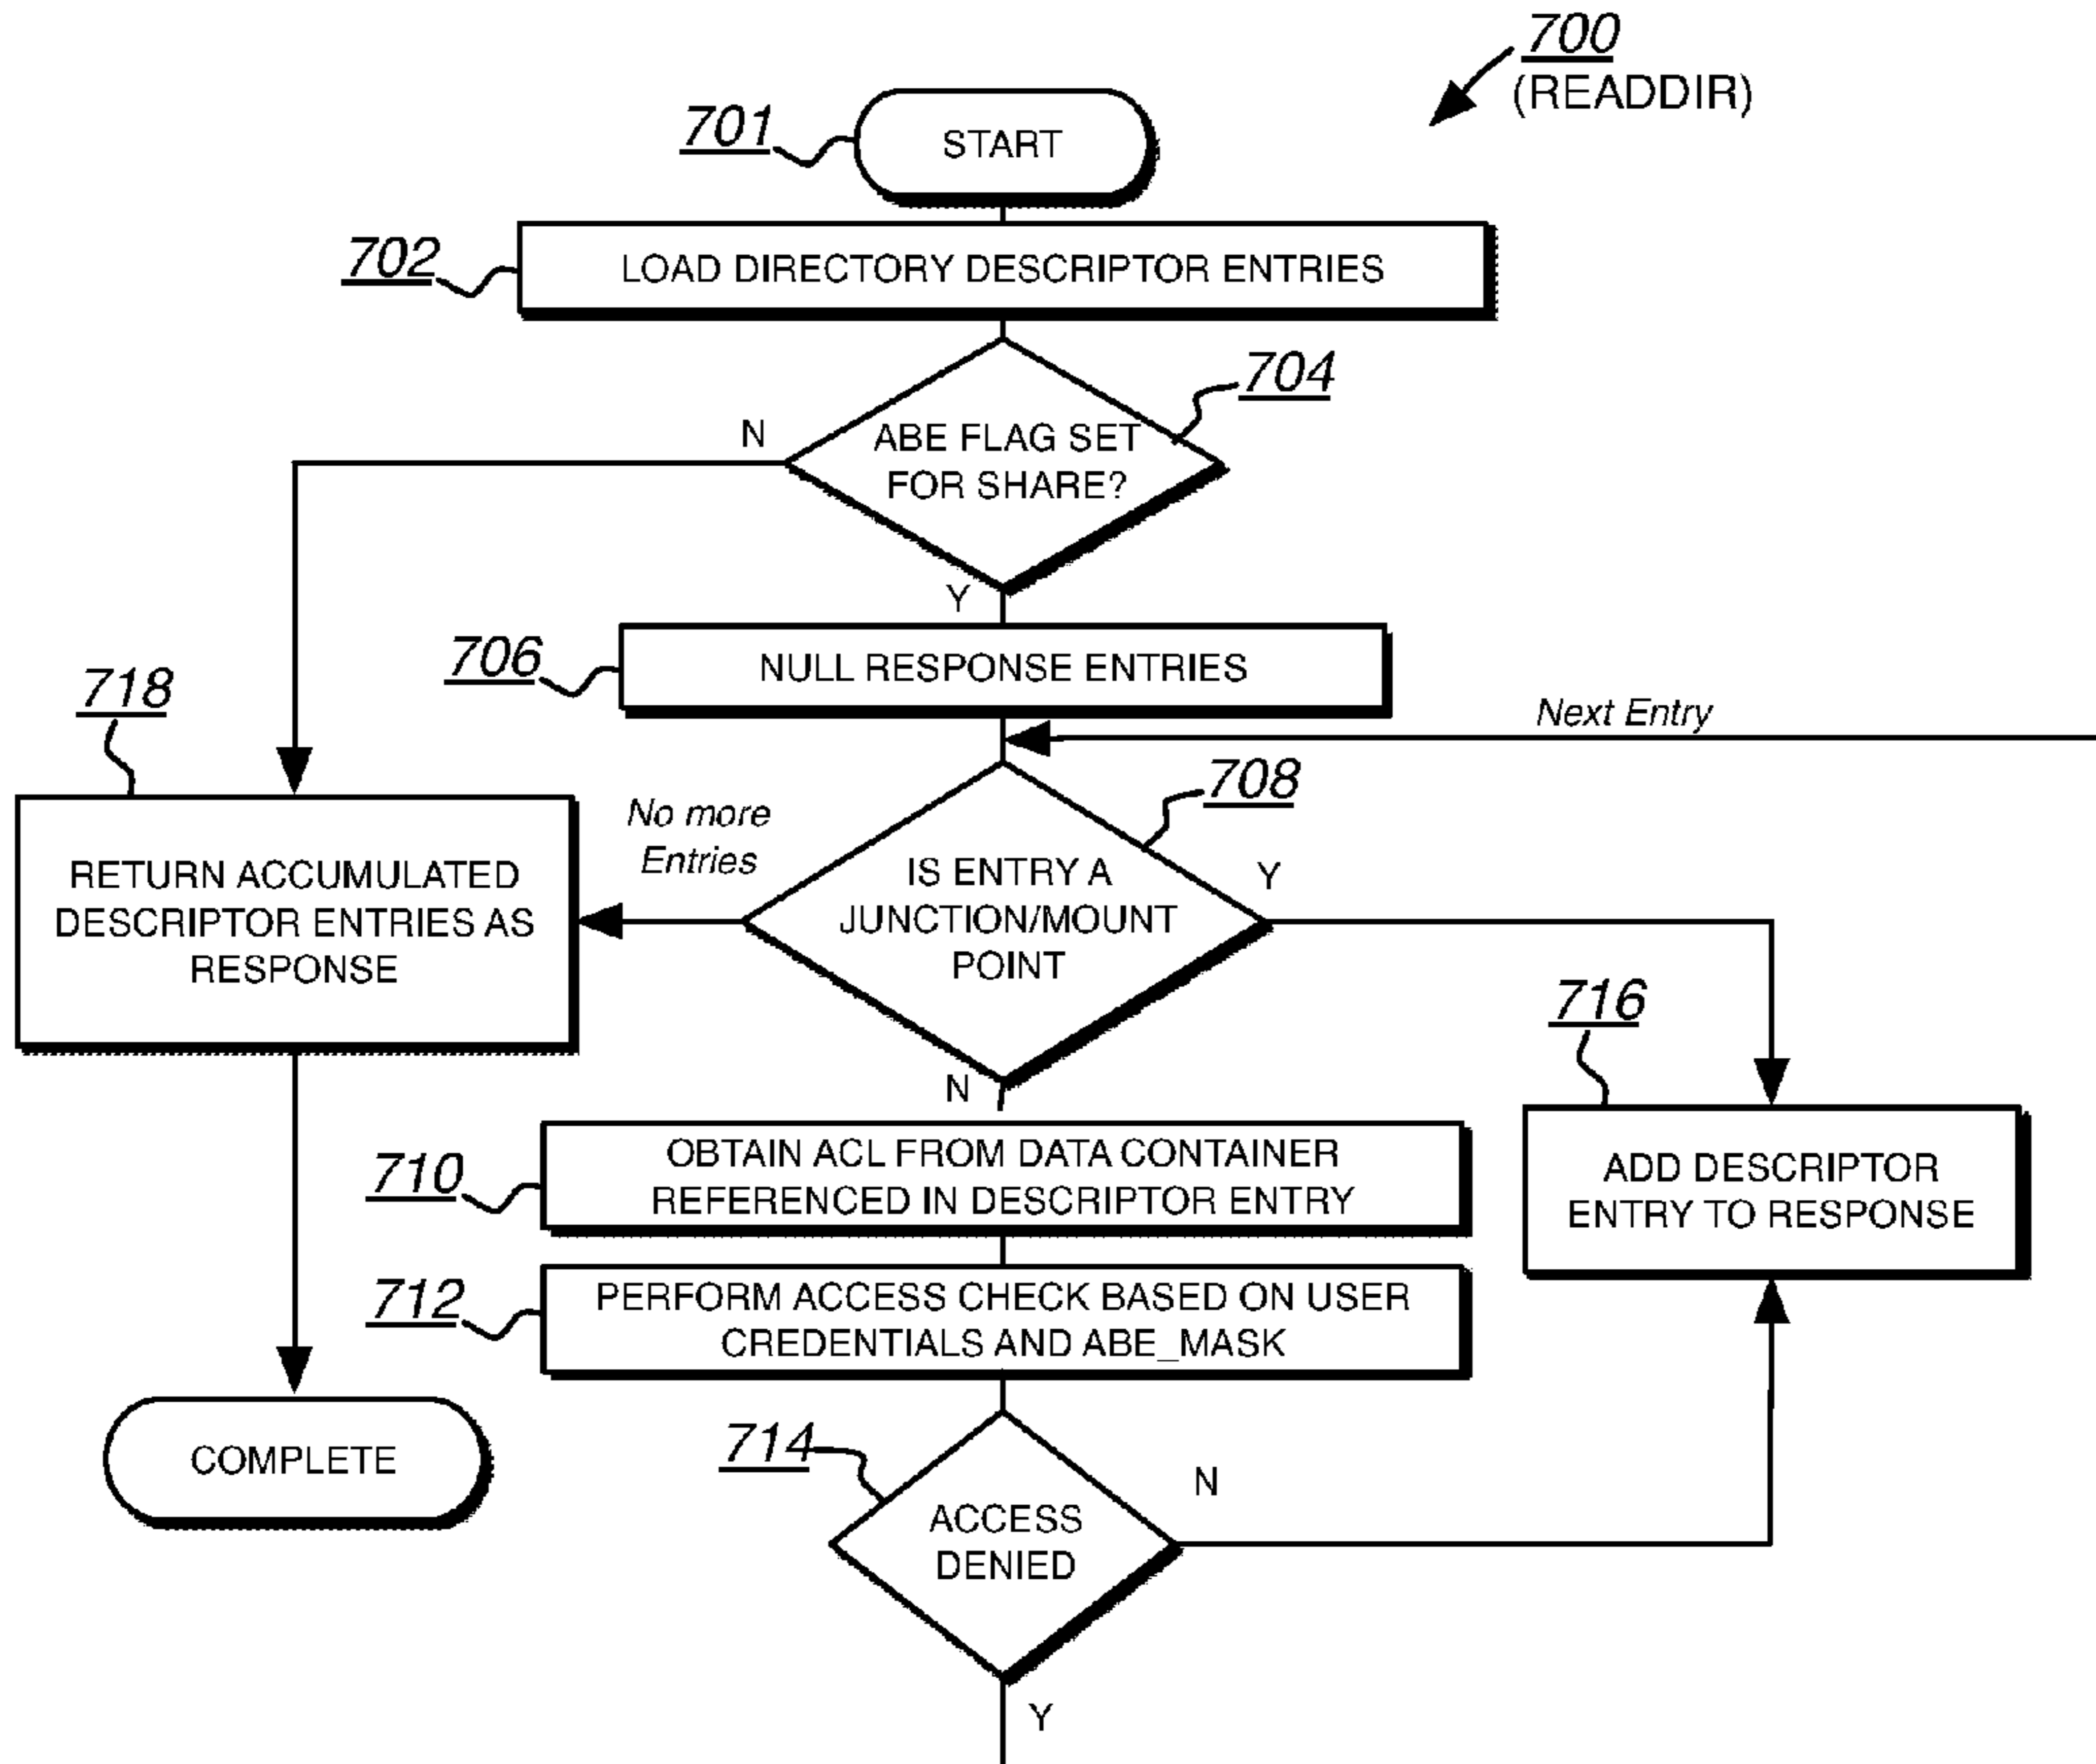 700
(READDIR)
701
START
702
LOAD DIRECTORY DESCRIPTOR ENTRIES
704
N
ABE FLAG SET
FOR SHARE?
Y
706
NULL RESPONSE ENTRIES
718
Next Entry
708
No more
Entries
RETURN ACCUMULATED
DESCRIPTOR ENTRIES AS
RESPONSE
IS ENTRY A
JUNCTION/MOUNT
POINT
Y
N
716
710
OBTAIN ACL FROM DATA CONTAINER
REFERENCED IN DESCRIPTOR ENTRY
ADD DESCRIPTOR
ENTRY TO RESPONSE
712
PERFORM ACCESS CHECK BASED ON USER
CREDENTIALS AND ABE_MASK
COMPLETE
714
N
ACCESS
DENIED
Y